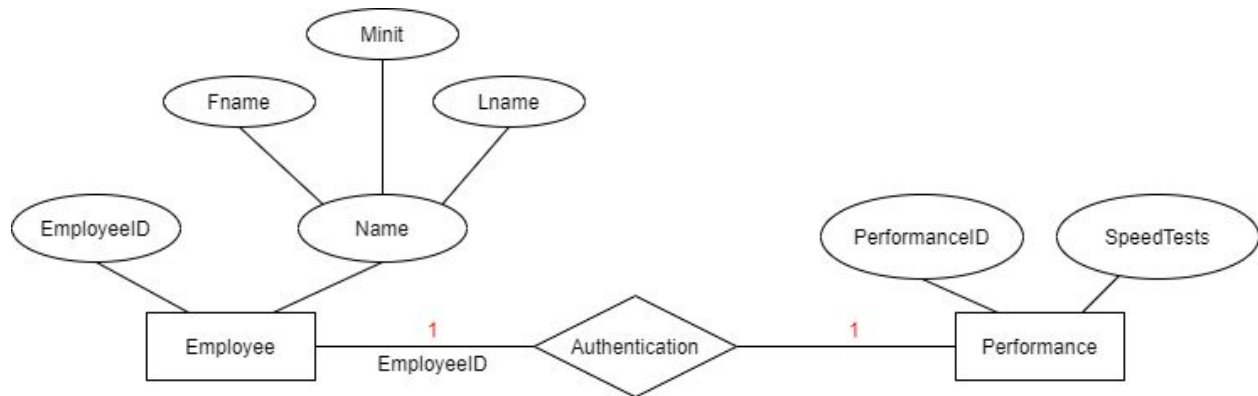 Minit
Fname
Lname
EmployeeID
Name
PerformanceID
SpeedTests
Employee
1
EmployeeID
Authentication
1
Performance